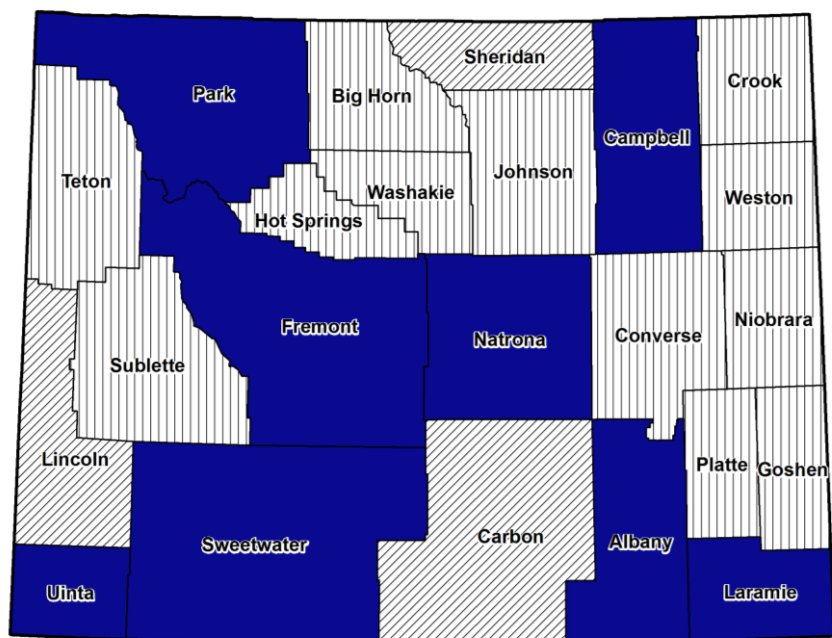 Sheridan
Crook
Park
Big Horn
Campbell
Johnson
Teton
Washakie
Weston
Hot Springs
Niobrara
Fremont
Converse
Natrona
Sublette
Lincoln
Platte
Goshen
Carbon
Albany
Sweetwater
Uinta
Laramie